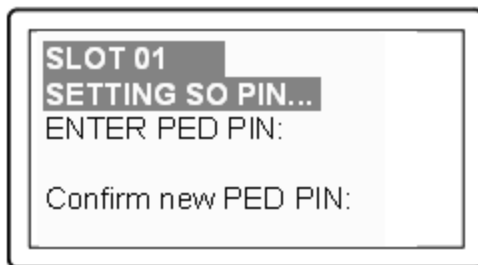 SLOT 01
SETTING SO PIN...
ENTER PED PIN:
Confirm new PED PIN: